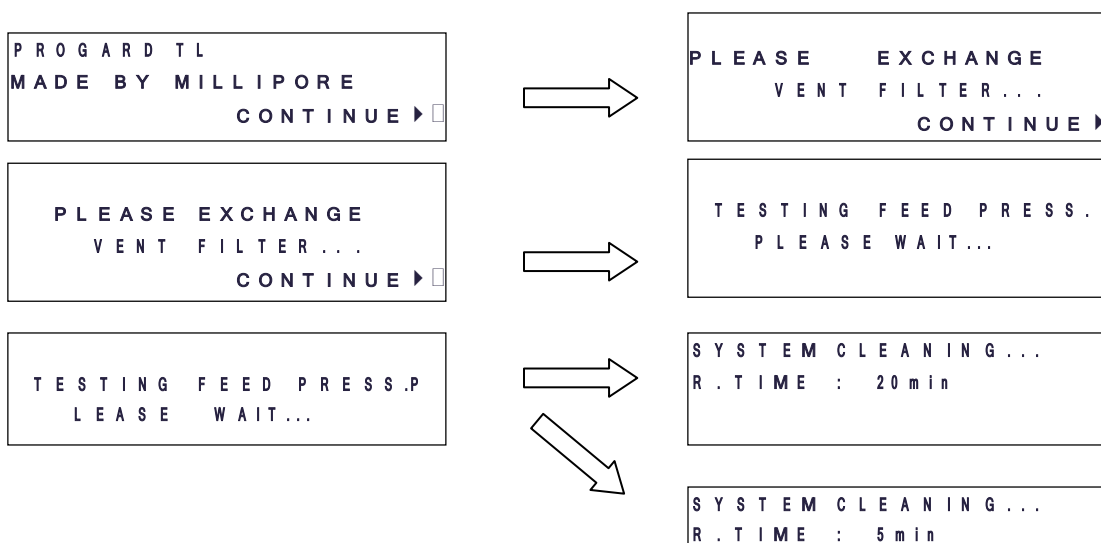 PROGARD TL
MADE BY MILLIPORE
CONTINUE
PLEASE EXCHANGE
VENT FILTER...
CONTINUE
PLEASE EXCHANGE
VENT FILTER...
CONTINUE
TESTING FEED PRESS.
PLEASE WAIT...
TESTING FEED PRESS.P
LEASE WAIT...
SYSTEM CLEANING...
R.TIME : 20min
SYSTEM CLEANING...
R.TIME : 5min